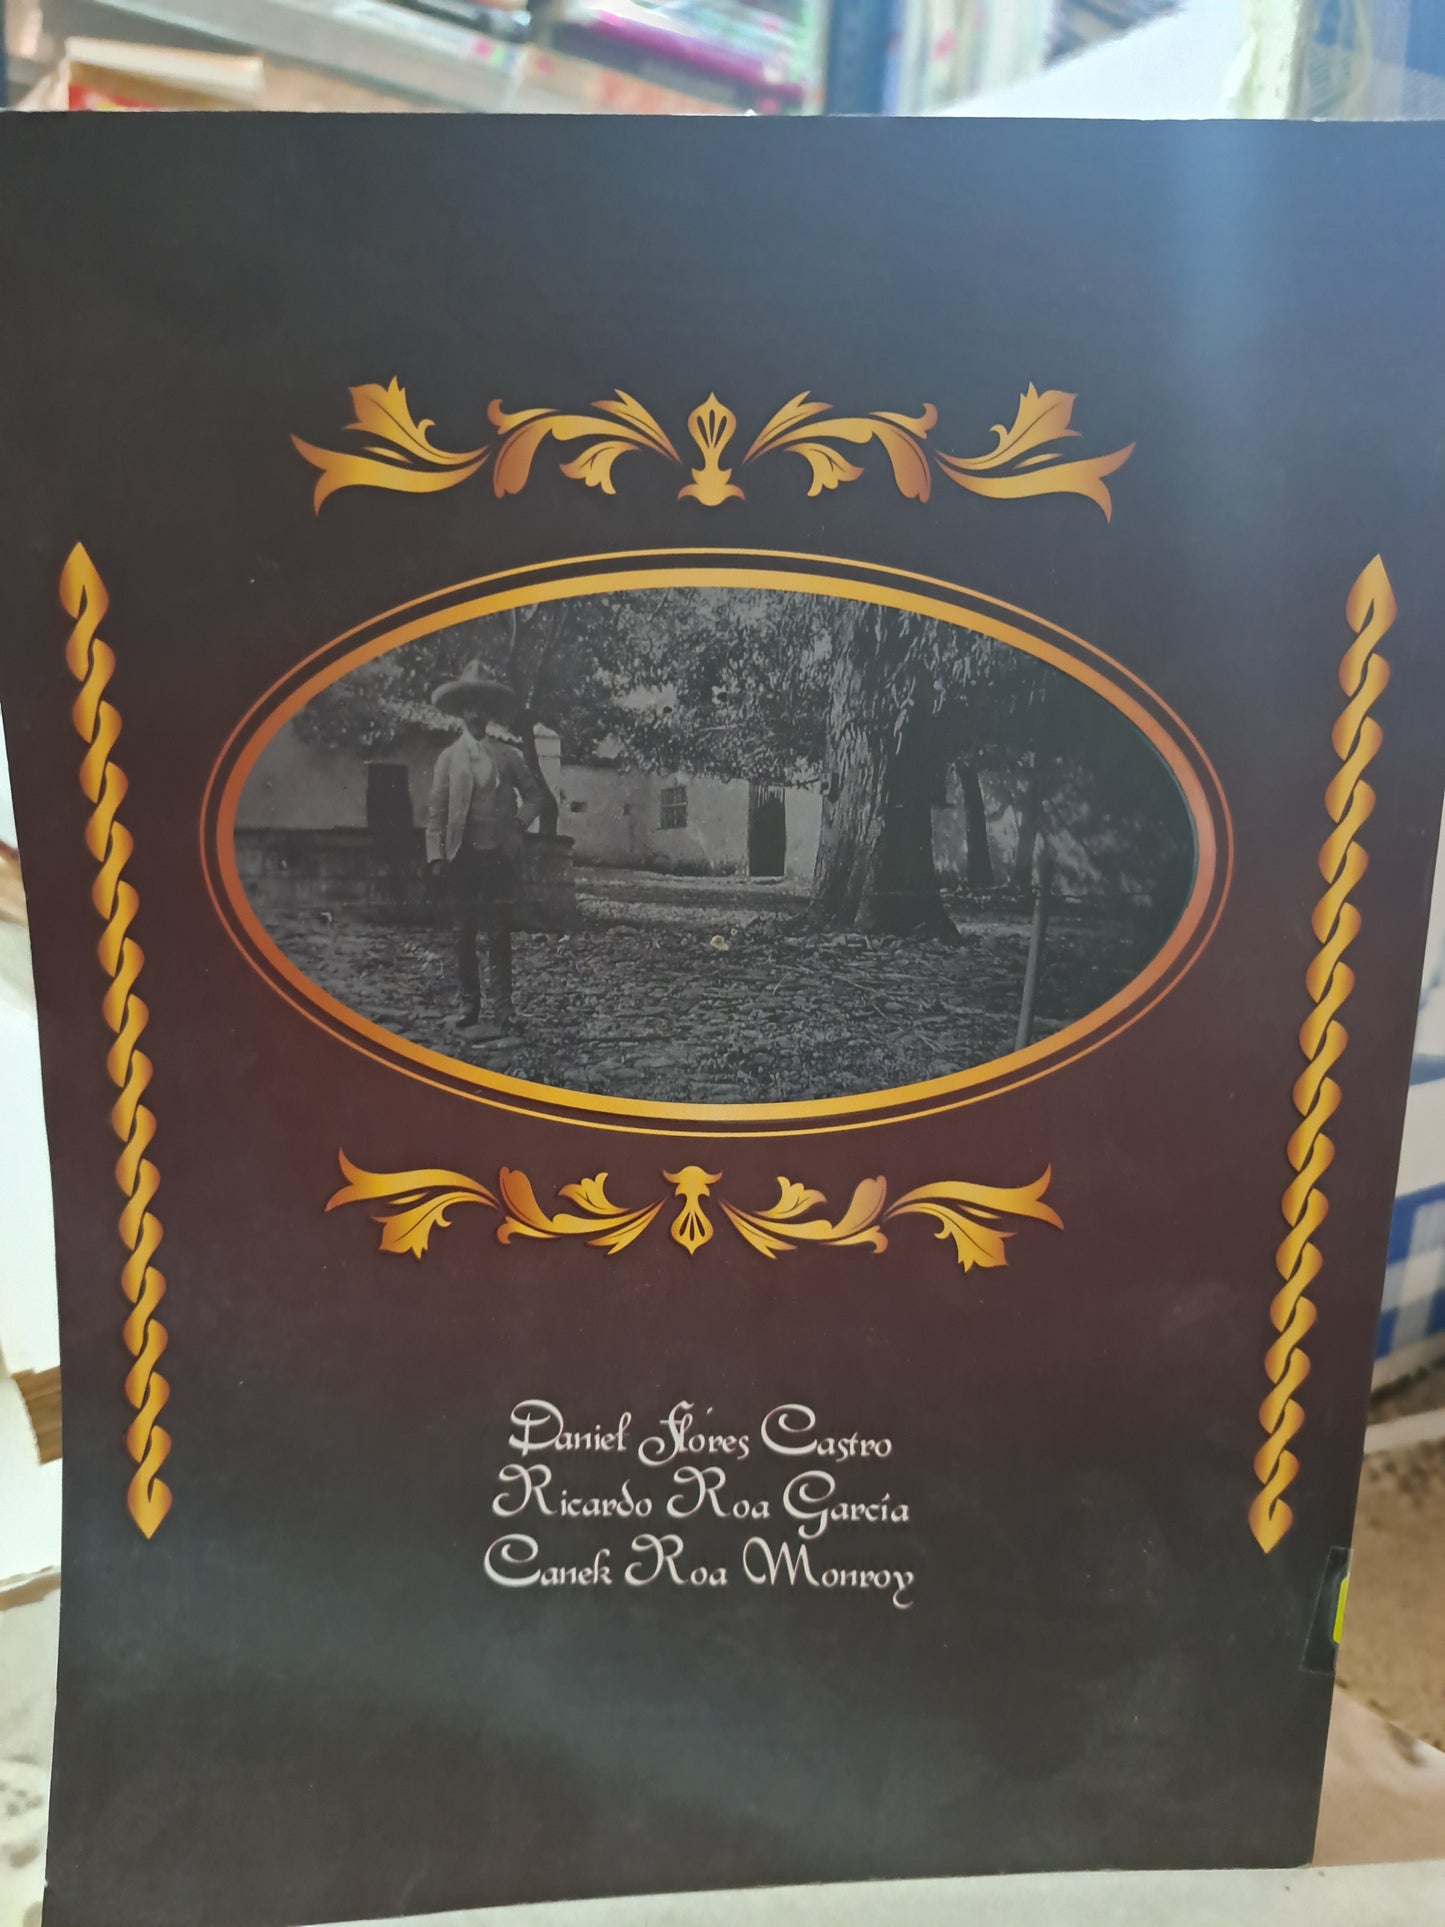 Daniel Flores Castro
Ricardo Roa García
Canek Roa Monroy